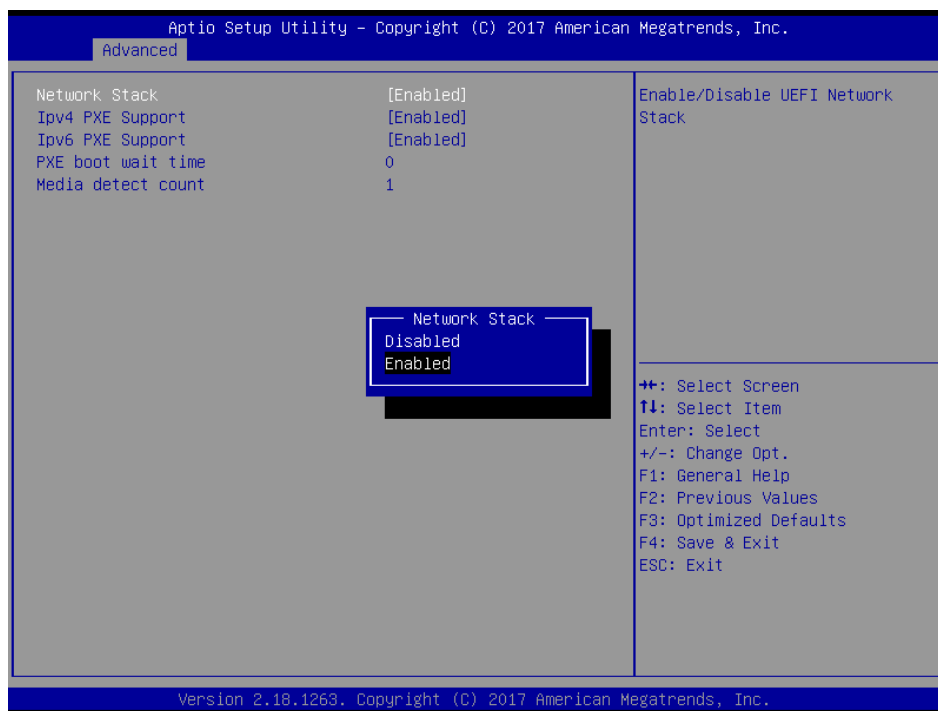 Aptio Setup Utility – Copyright (C) 2017 American Megatrends, Inc.
Advanced
Network Stack [Enabled]
Ipv4 PXE Support [Enabled]
Ipv6 PXE Support [Enabled]
PXE boot wait time 0
Media detect count 1
Enable/Disable UEFI Network
Stack
Network Stack
Disabled
Enabled
→←: Select Screen
↑↓: Select Item
Enter: Select
+/-: Change Opt.
F1: General Help
F2: Previous Values
F3: Optimized Defaults
F4: Save & Exit
ESC: Exit
Version 2.18.1263. Copyright (C) 2017 American Megatrends, Inc.